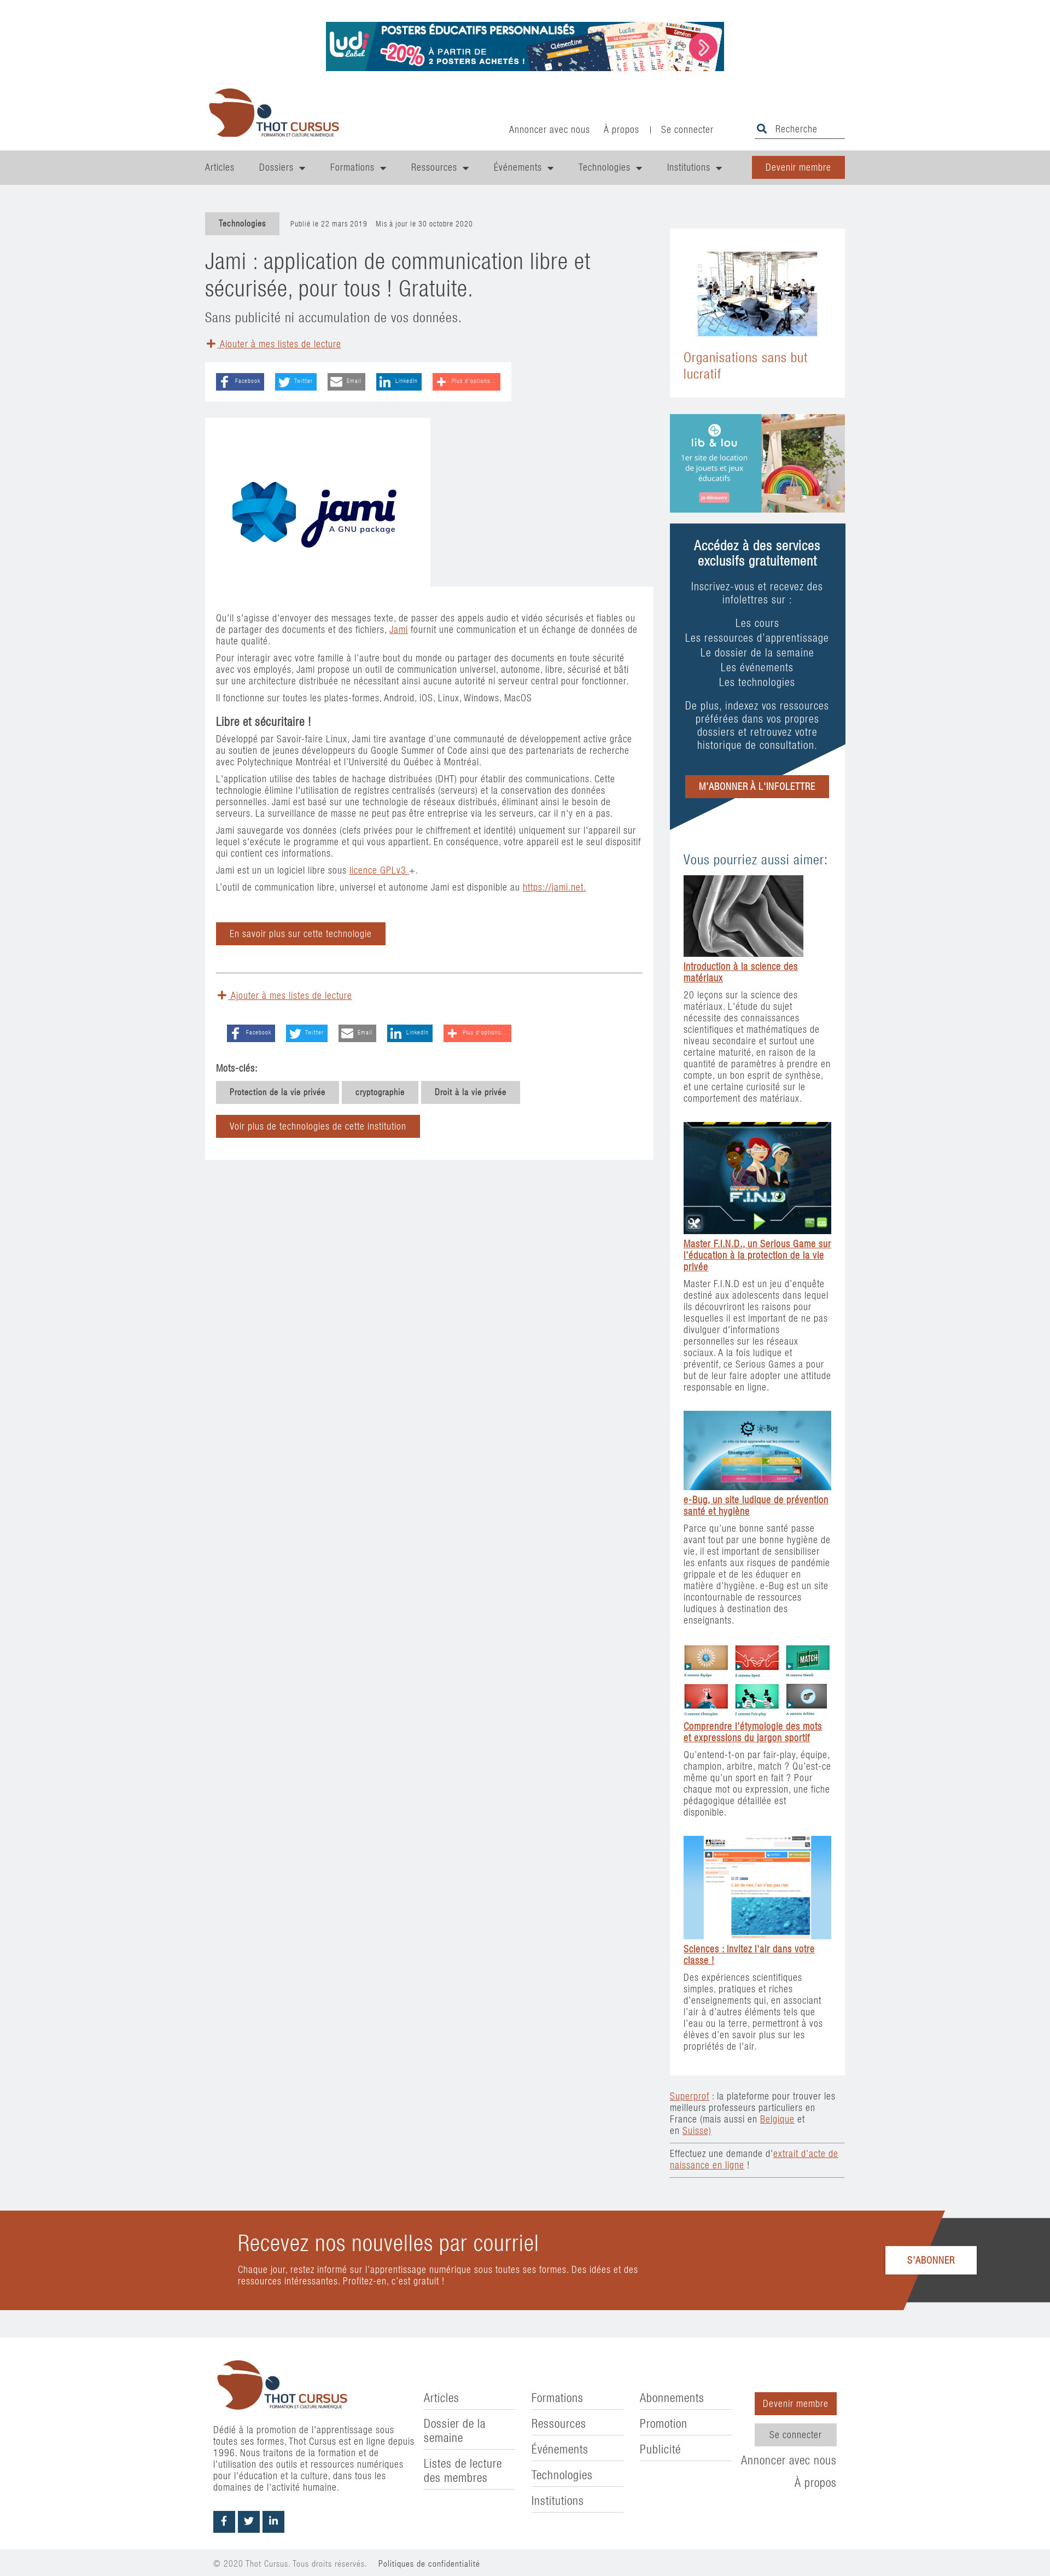 Ludi
Label
POSTERS ÉDUCATIFS PERSONNALISÉS
-20% À PARTIR DE
2 POSTERS ACHETÉS !
Clémentine
Lucile
THOT CURSUS
FORMATION ET CULTURE NUMÉRIQUE
Annoncer avec nous
À propos
|
Se connecter
Recherche
Articles
Dossiers
Formations
Ressources
Événements
Technologies
Institutions
Devenir membre
Technologies
Publié le 22 mars 2019
Mis à jour le 30 octobre 2020
Jami : application de communication libre et
sécurisée, pour tous ! Gratuite.
Sans publicité ni accumulation de vos données.
Ajouter à mes listes de lecture
Facebook
Twitter
Email
LinkedIn
Plus d'options...
jami
A GNU package
Qu'il s'agisse d'envoyer des messages texte, de passer des appels audio et vidéo sécurisés et fiables ou
de partager des documents et des fichiers, Jami fournit une communication et un échange de données de
haute qualité.
Pour interagir avec votre famille à l'autre bout du monde ou partager des documents en toute sécurité
avec vos employés, Jami propose un outil de communication universel, autonome, libre, sécurisé et bâti
sur une architecture distribuée ne nécessitant ainsi aucune autorité ni serveur central pour fonctionner.
Il fonctionne sur toutes les plates-formes, Android, iOS, Linux, Windows, MacOS
Libre et sécuritaire !
Développé par Savoir-faire Linux, Jami tire avantage d'une communauté de développement active grâce
au soutien de jeunes développeurs du Google Summer of Code ainsi que des partenariats de recherche
avec Polytechnique Montréal et l'Université du Québec à Montréal.
L'application utilise des tables de hachage distribuées (DHT) pour établir des communications. Cette
technologie élimine l'utilisation de registres centralisés (serveurs) et la conservation des données
personnelles. Jami est basé sur une technologie de réseaux distribués, éliminant ainsi le besoin de
serveurs. La surveillance de masse ne peut pas être entreprise via les serveurs, car il n'y en a pas.
Jami sauvegarde vos données (clefs privées pour le chiffrement et identité) uniquement sur l'appareil sur
lequel s'exécute le programme et qui vous appartient. En conséquence, votre appareil est le seul dispositif
qui contient ces informations.
Jami est un un logiciel libre sous licence GPLv3 +.
L'outil de communication libre, universel et autonome Jami est disponible au https://jami.net.
En savoir plus sur cette technologie
Ajouter à mes listes de lecture
Facebook
Twitter
Email
LinkedIn
Plus d'options...
Mots-clés:
Protection de la vie privée
cryptographie
Droit à la vie privée
Voir plus de technologies de cette institution
Organisations sans but
lucratif
lib & lou
1er site de location
de jouets et jeux
éducatifs
Je découvre
Accédez à des services
exclusifs gratuitement
Inscrivez-vous et recevez des
infolettres sur :
Les cours
Les ressources d'apprentissage
Le dossier de la semaine
Les événements
Les technologies
De plus, indexez vos ressources
préférées dans vos propres
dossiers et retrouvez votre
historique de consultation.
M'ABONNER À L'INFOLETTRE
Vous pourriez aussi aimer:
Introduction à la science des
matériaux
20 leçons sur la science des
matériaux. L'étude du sujet
nécessite des connaissances
scientifiques et mathématiques de
niveau secondaire et surtout une
certaine maturité, en raison de la
quantité de paramètres à prendre en
compte, un bon esprit de synthèse,
et une certaine curiosité sur le
comportement des matériaux.
MASTER
F.I.N.D
Master F.I.N.D., un Serious Game sur
l'éducation à la protection de la vie
privée
Master F.I.N.D est un jeu d'enquête
destiné aux adolescents dans lequel
ils découvriront les raisons pour
lesquelles il est important de ne pas
divulguer d'informations
personnelles sur les réseaux
sociaux. A la fois ludique et
préventif, ce Serious Games a pour
but de leur faire adopter une attitude
responsable en ligne.
e-Bug
Enseignants
Élèves
e-Bug, un site ludique de prévention
santé et hygiène
Parce qu'une bonne santé passe
avant tout par une bonne hygiène de
vie, il est important de sensibiliser
les enfants aux risques de pandémie
grippale et de les éduquer en
matière d'hygiène. e-Bug est un site
incontournable de ressources
ludiques à destination des
enseignants.
MATCH
Comprendre l'étymologie des mots
et expressions du jargon sportif
Qu'entend-t-on par fair-play, équipe,
champion, arbitre, match ? Qu'est-ce
même qu'un sport en fait ? Pour
chaque mot ou expression, une fiche
pédagogique détaillée est
disponible.
Sciences : Invitez l'air dans votre
classe !
Des expériences scientifiques
simples, pratiques et riches
d'enseignements qui, en associant
l'air à d'autres éléments tels que
l'eau ou la terre, permettront à vos
élèves d'en savoir plus sur les
propriétés de l'air.
Superprof : la plateforme pour trouver les
meilleurs professeurs particuliers en
France (mais aussi en Belgique et
en Suisse)
Effectuez une demande d'extrait d'acte de
naissance en ligne !
Recevez nos nouvelles par courriel
Chaque jour, restez informé sur l'apprentissage numérique sous toutes ses formes. Des idées et des
ressources intéressantes. Profitez-en, c'est gratuit !
S'ABONNER
THOT CURSUS
FORMATION ET CULTURE NUMÉRIQUE
Dédié à la promotion de l'apprentissage sous
toutes ses formes, Thot Cursus est en ligne depuis
1996. Nous traitons de la formation et de
l'utilisation des outils et ressources numériques
pour l'éducation et la culture, dans tous les
domaines de l'activité humaine.
Articles
Dossier de la
semaine
Listes de lecture
des membres
Formations
Ressources
Événements
Technologies
Institutions
Abonnements
Promotion
Publicité
Devenir membre
Se connecter
Annoncer avec nous
À propos
© 2020 Thot Cursus. Tous droits réservés.
Politiques de confidentialité